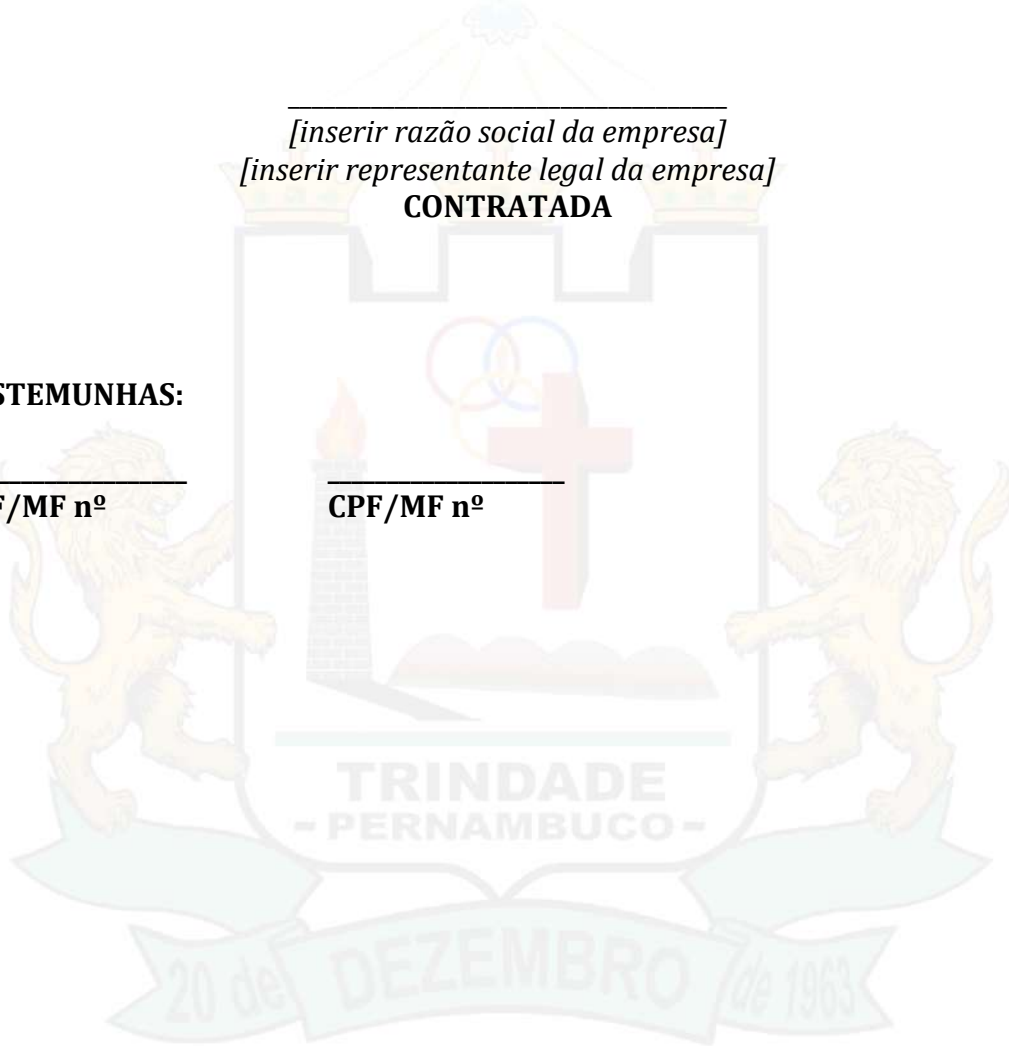 [inserir razão social da empresa]
[inserir representante legal da empresa]
CONTRATADA
STEMUNHAS:
F/MF nº CPF/MF nº
TRINDADE
- PERNAMBUCO -
20 de DEZEMBRO de 1963